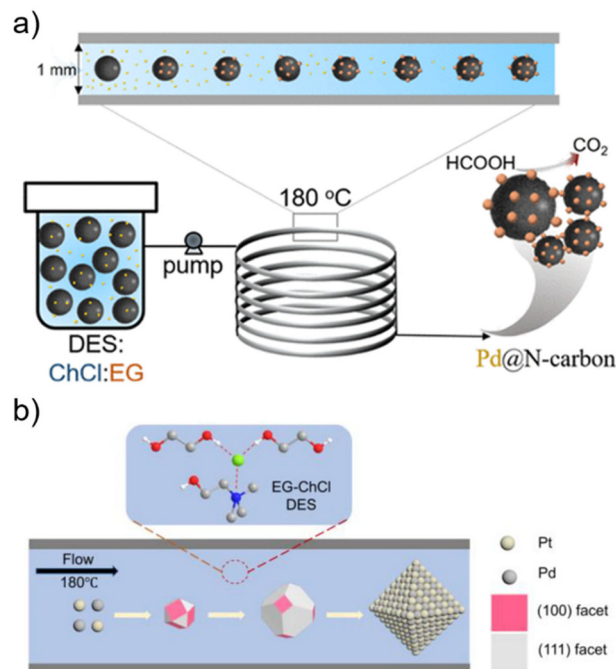 a)
1 mm
HCOOH
CO2
180 °C
pump
DES:
ChCl:EG
Pd@N-carbon
b)
EG-ChCl
DES
Flow
180℃
Pt
Pd
(100) facet
(111) facet